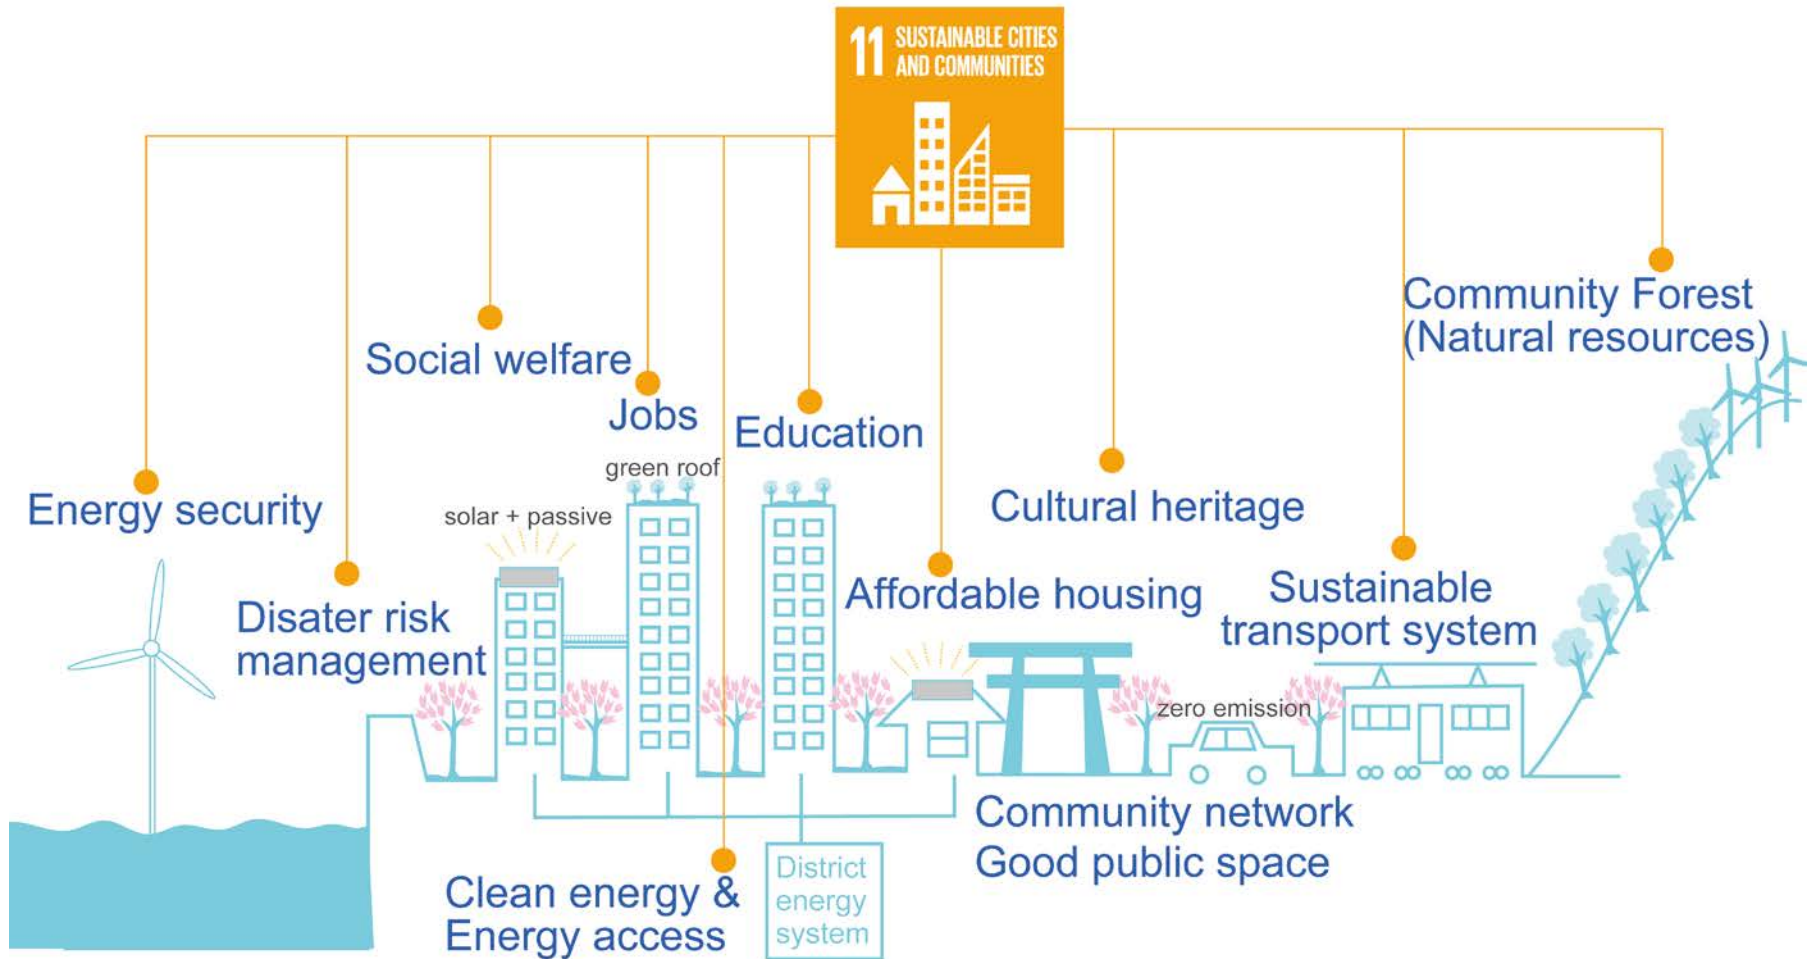 11 SUSTAINABLE CITIES
AND COMMUNITIES
Community Forest
(Natural resources)
Social welfare
Jobs
Education
green roof
Energy security
solar + passive
Cultural heritage
Disater risk
management
Affordable housing
Sustainable
transport system
zero emission
Community network
Good public space
Clean energy &
Energy access
District
energy
system